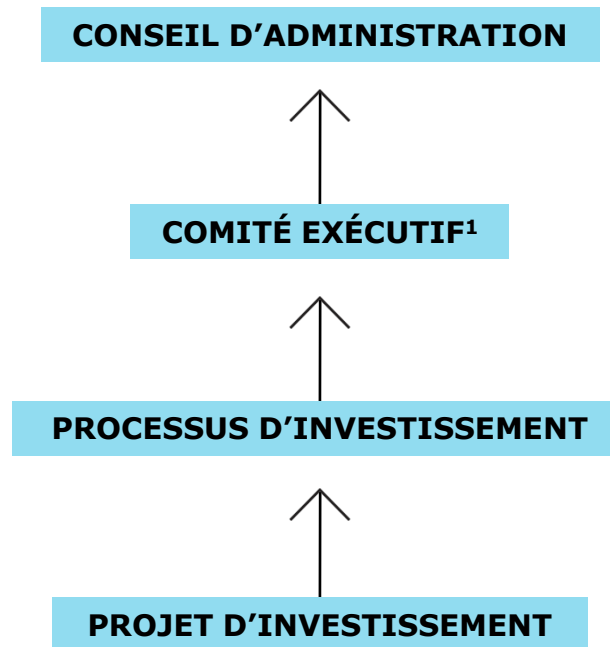 CONSEIL D’ADMINISTRATION
COMITÉ EXÉCUTIF¹
PROCESSUS D’INVESTISSEMENT
PROJET D’INVESTISSEMENT